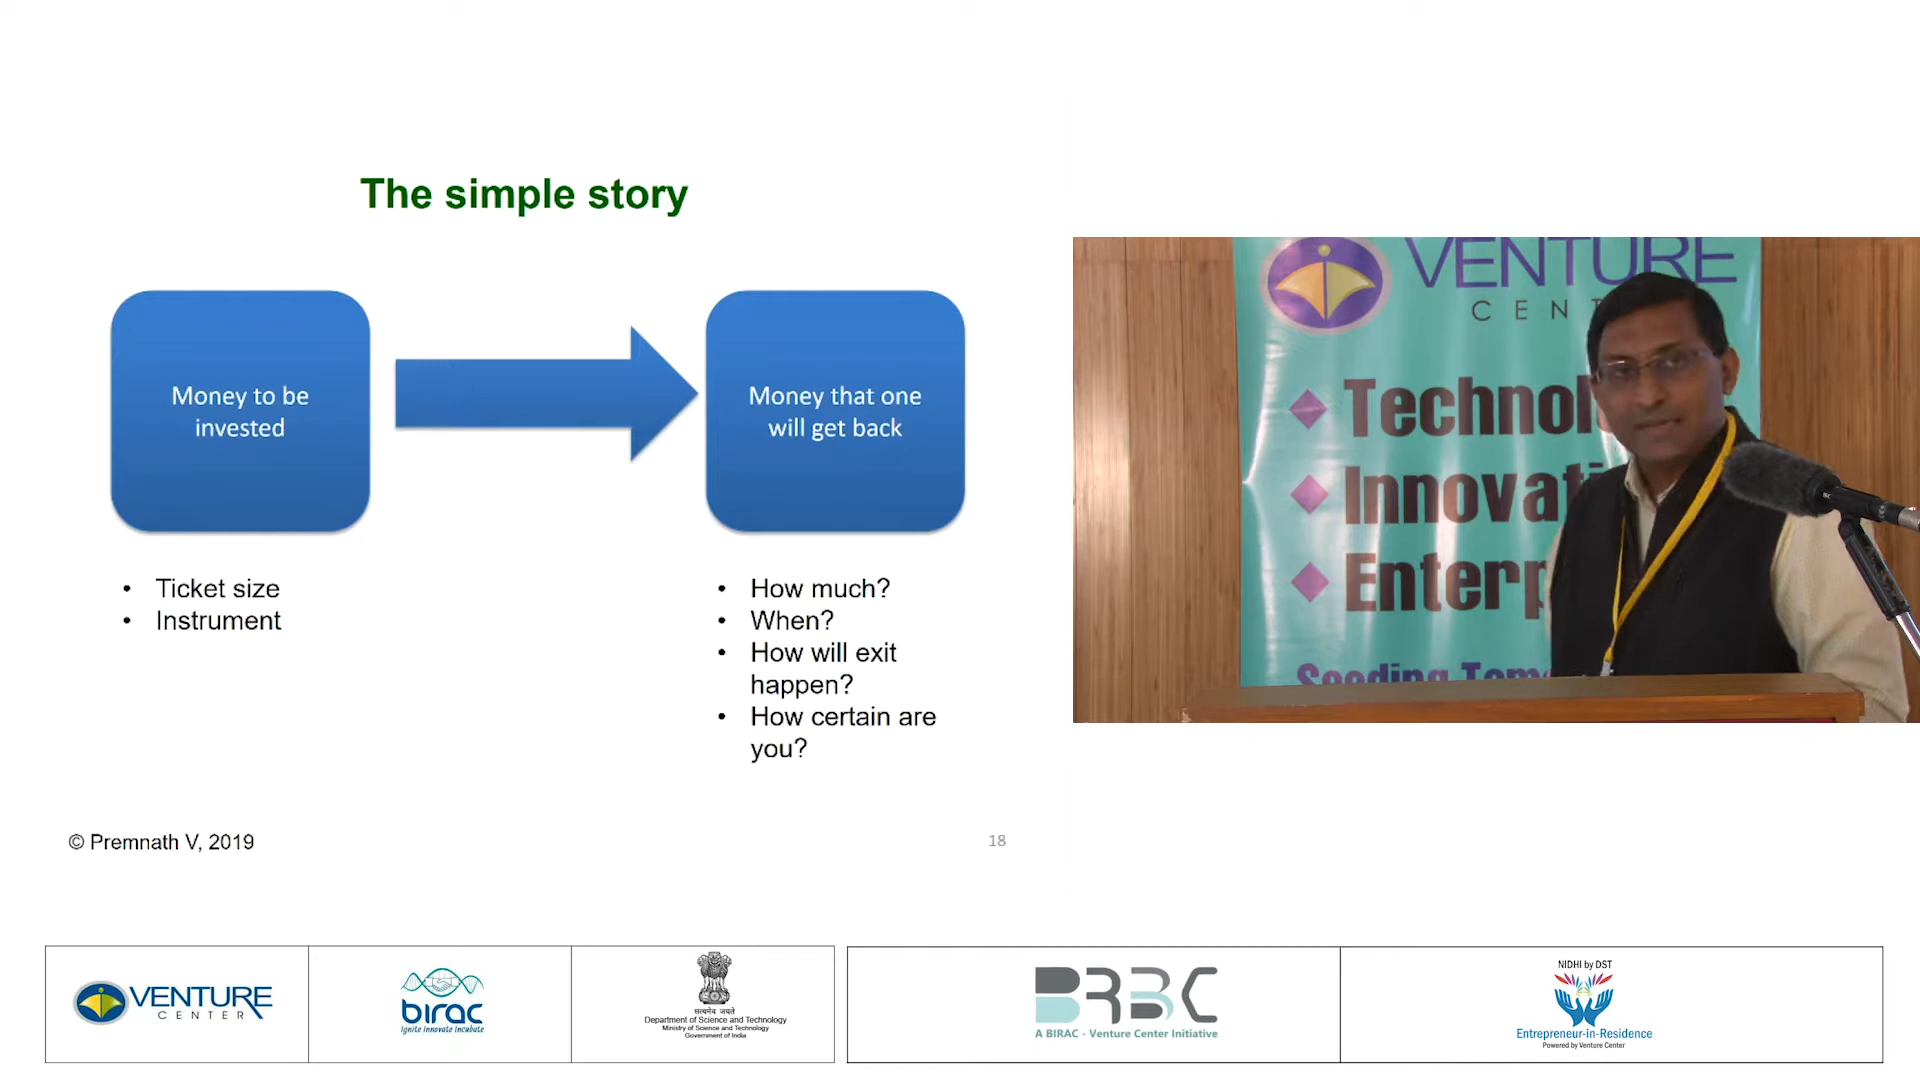 The simple story
Money to be
invested
Money that one
will get back
• Ticket size
• Instrument
• How much?
• When?
• How will exit
happen?
• How certain are
you?
© Premnath V, 2019
18
VENTURE
CEN
Technol
Innovat
Enterp
Seeding Tom
VENTURE
CENTER
birac
Ignite Innovate Incubate
सत्यमेव जयते
Department of Science and Technology
Ministry of Science and Technology
Government of India
BRBC
A BIRAC - Venture Center Initiative
NIDHI by DST
Entrepreneur-in-Residence
Powered by Venture Center